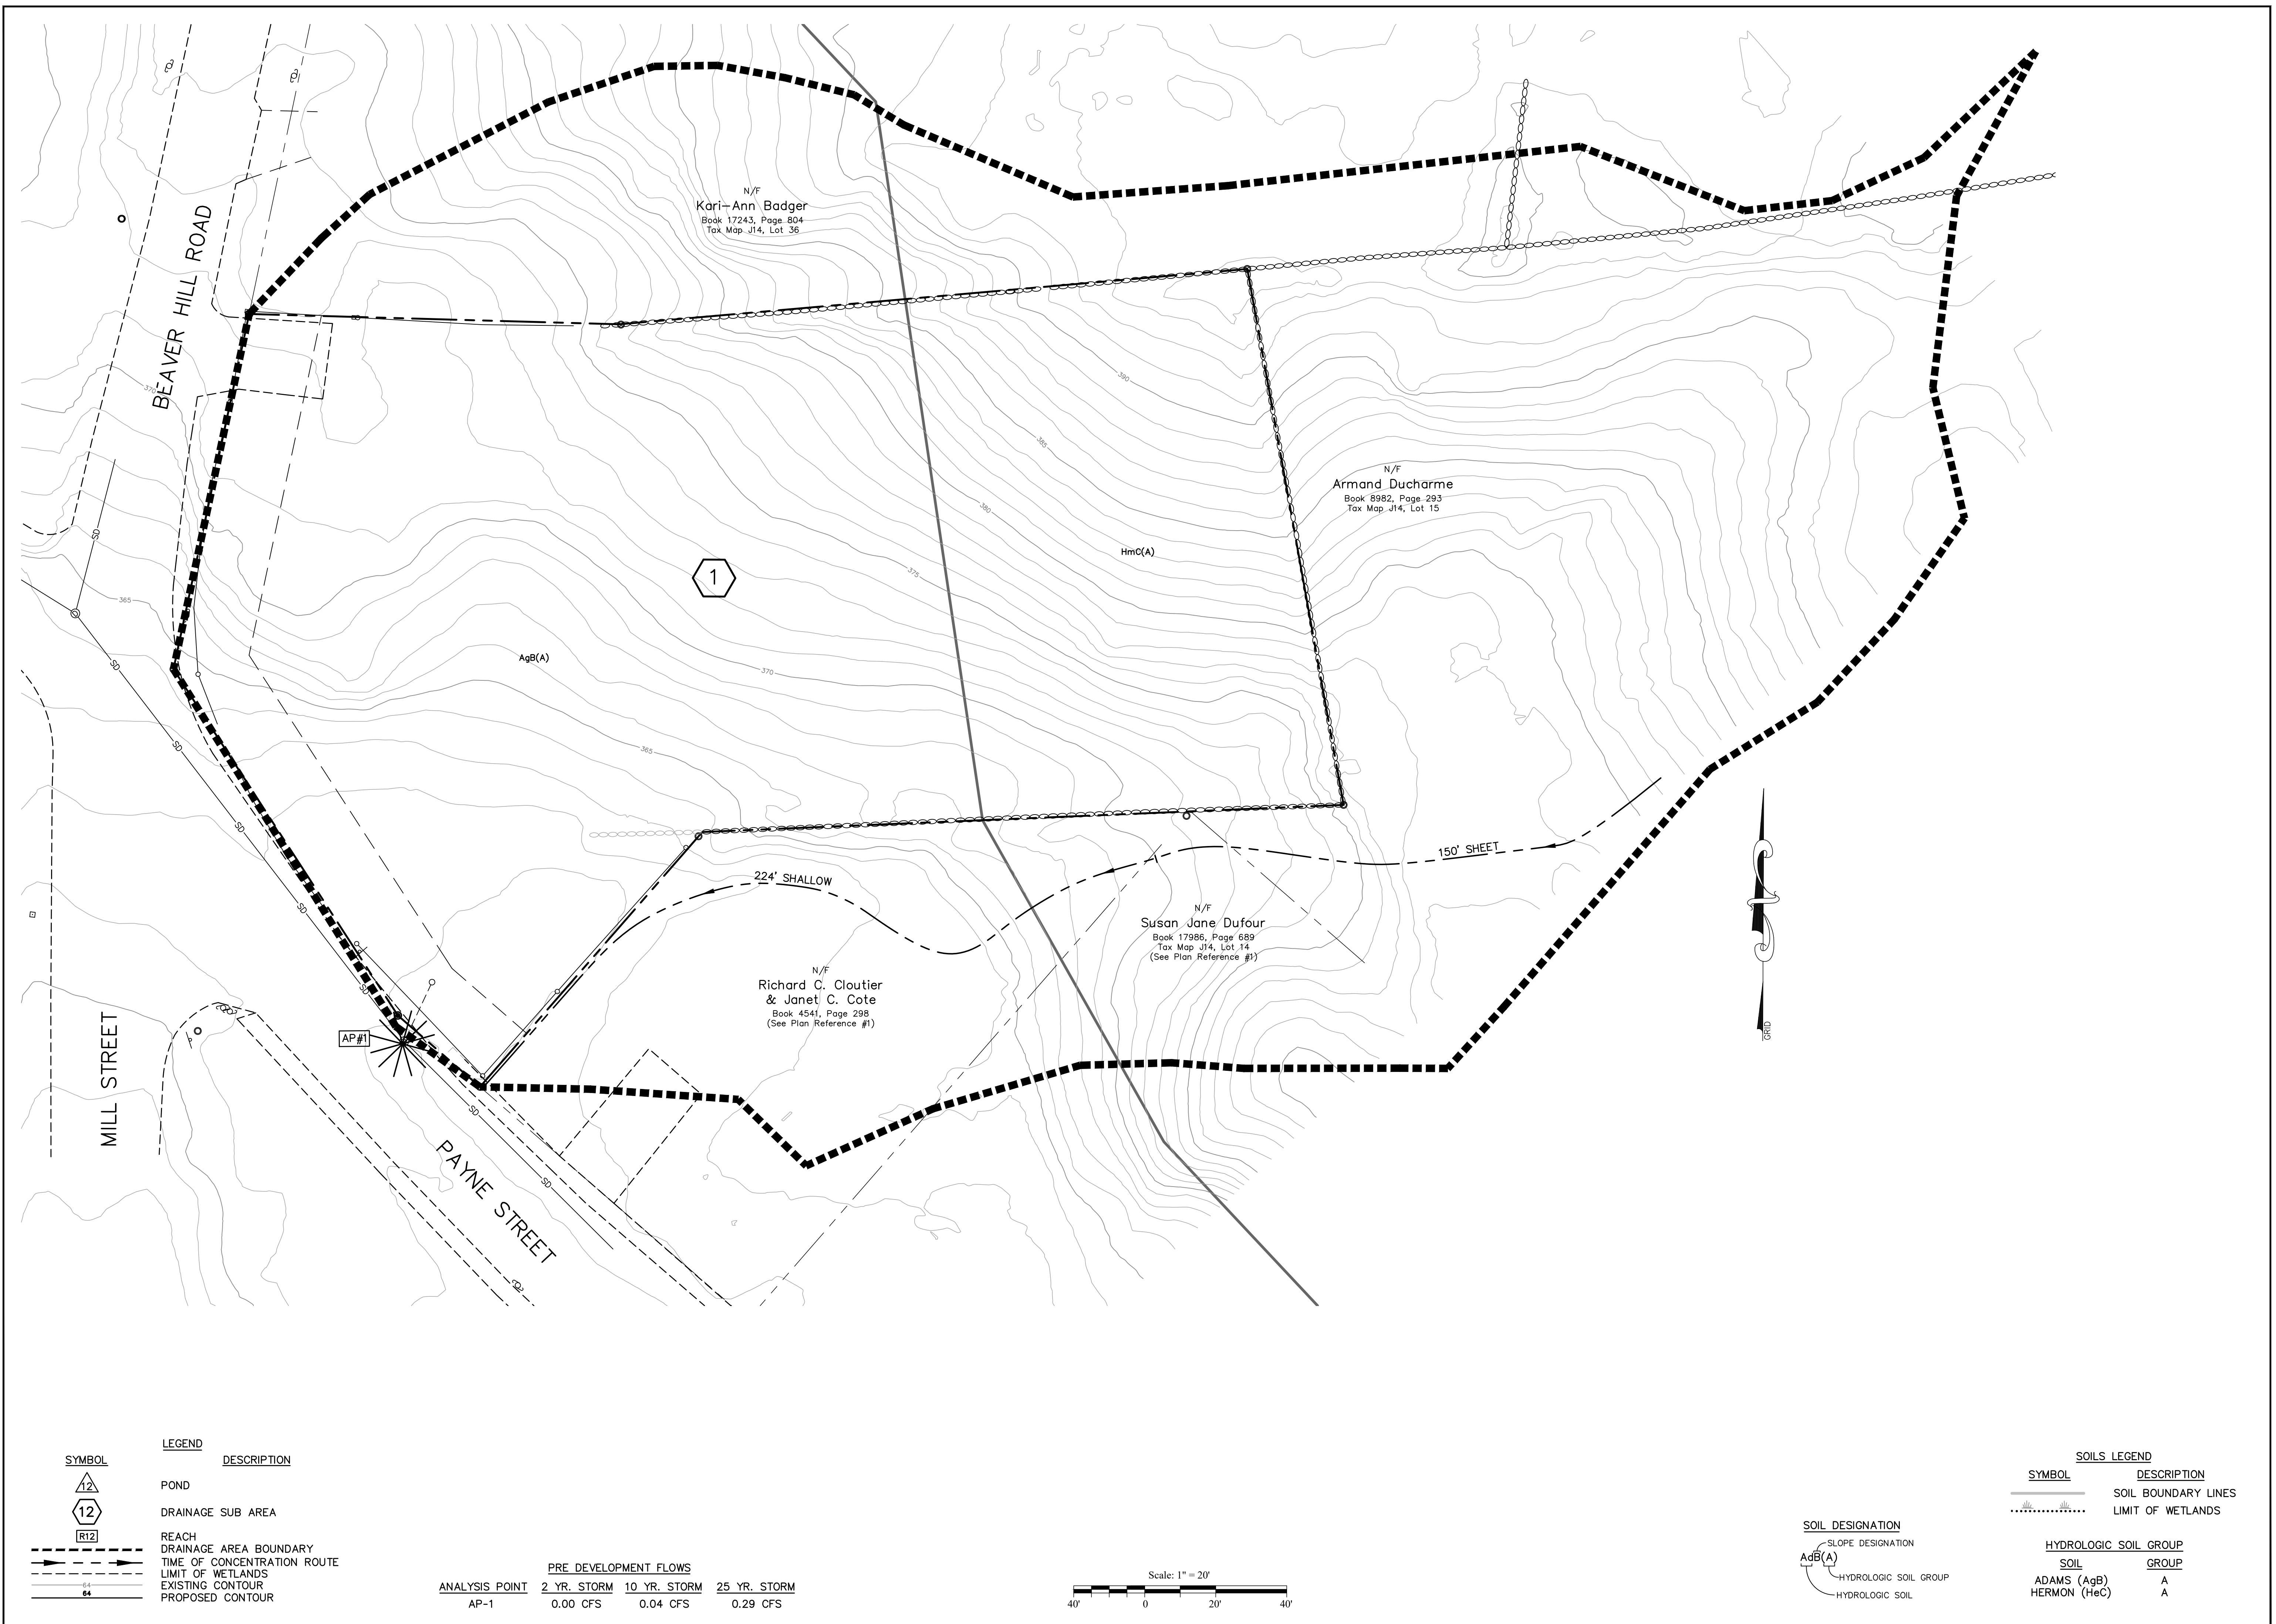 N/F
Kari-Ann Badger
Book 17243, Page 804
Tax Map J14, Lot 36
BEAVER HILL ROAD
370
390
385
N/F
Armand Ducharme
Book 8982, Page 293
Tax Map J14, Lot 15
380
SD
HmC(A)
375
1
365
AgB(A)
SD
370
365
SD
SD
150' SHEET
224' SHALLOW
SD
N/F
Susan Jane Dufour
Book 17986, Page 689
Tax Map J14, Lot 14
(See Plan Reference #1)
N/F
Richard C. Cloutier
& Janet C. Cote
Book 4541, Page 298
(See Plan Reference #1)
GRID
AP#1
MILL STREET
SD
PAYNE STREET
SD
LEGEND
SYMBOL DESCRIPTION
12 POND
12 DRAINAGE SUB AREA
R12 REACH
DRAINAGE AREA BOUNDARY
TIME OF CONCENTRATION ROUTE
LIMIT OF WETLANDS
64 EXISTING CONTOUR
64 PROPOSED CONTOUR
PRE DEVELOPMENT FLOWS
ANALYSIS POINT 2 YR. STORM 10 YR. STORM 25 YR. STORM
AP-1 0.00 CFS 0.04 CFS 0.29 CFS
Scale: 1" = 20'
40' 0 20' 40'
SOIL DESIGNATION
SLOPE DESIGNATION
AdB(A)
HYDROLOGIC SOIL GROUP
HYDROLOGIC SOIL
SOILS LEGEND
SYMBOL DESCRIPTION
SOIL BOUNDARY LINES
LIMIT OF WETLANDS
HYDROLOGIC SOIL GROUP
SOIL GROUP
ADAMS (AgB) A
HERMON (HeC) A